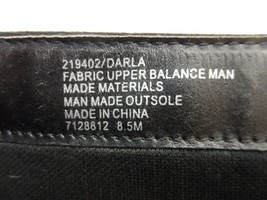 219402/DARLA
FABRIC UPPER BALANCE MAN
MADE MATERIALS
MAN MADE OUTSOLE
MADE IN CHINA
7128812 8.5M